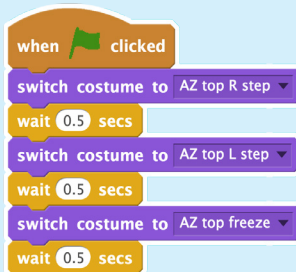 when clicked
switch costume to AZ top R step
wait 0.5 secs
switch costume to AZ top L step
wait 0.5 secs
switch costume to AZ top freeze
wait 0.5 secs